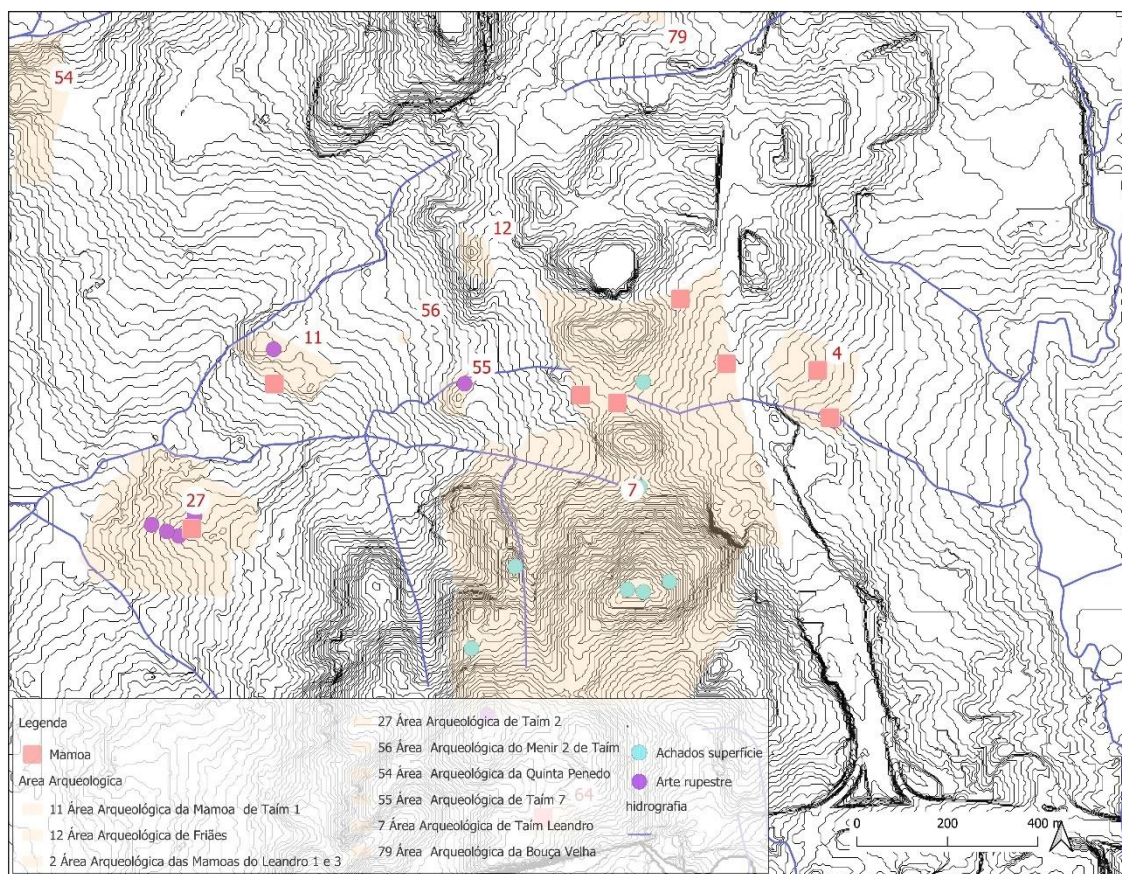 79
54
12
56
11
55
4
7
27
64
Legenda
Mamoa
Area Arqueologica
11 Área Arqueológica da Mamoa de Taím 1
12 Área Arqueológica de Friães
2 Área Arqueológica das Mamoas do Leandro 1 e 3
27 Área Arqueológica de Taím 2
56 Área Arqueológica do Menir 2 de Taím
54 Área Arqueológica da Quinta Penedo
55 Área Arqueológica de Taím 7
7 Área Arqueológica de Taím Leandro
79 Área Arqueológica da Bouça Velha
Achados superfície
Arte rupestre
hidrografia
0 200 400 m